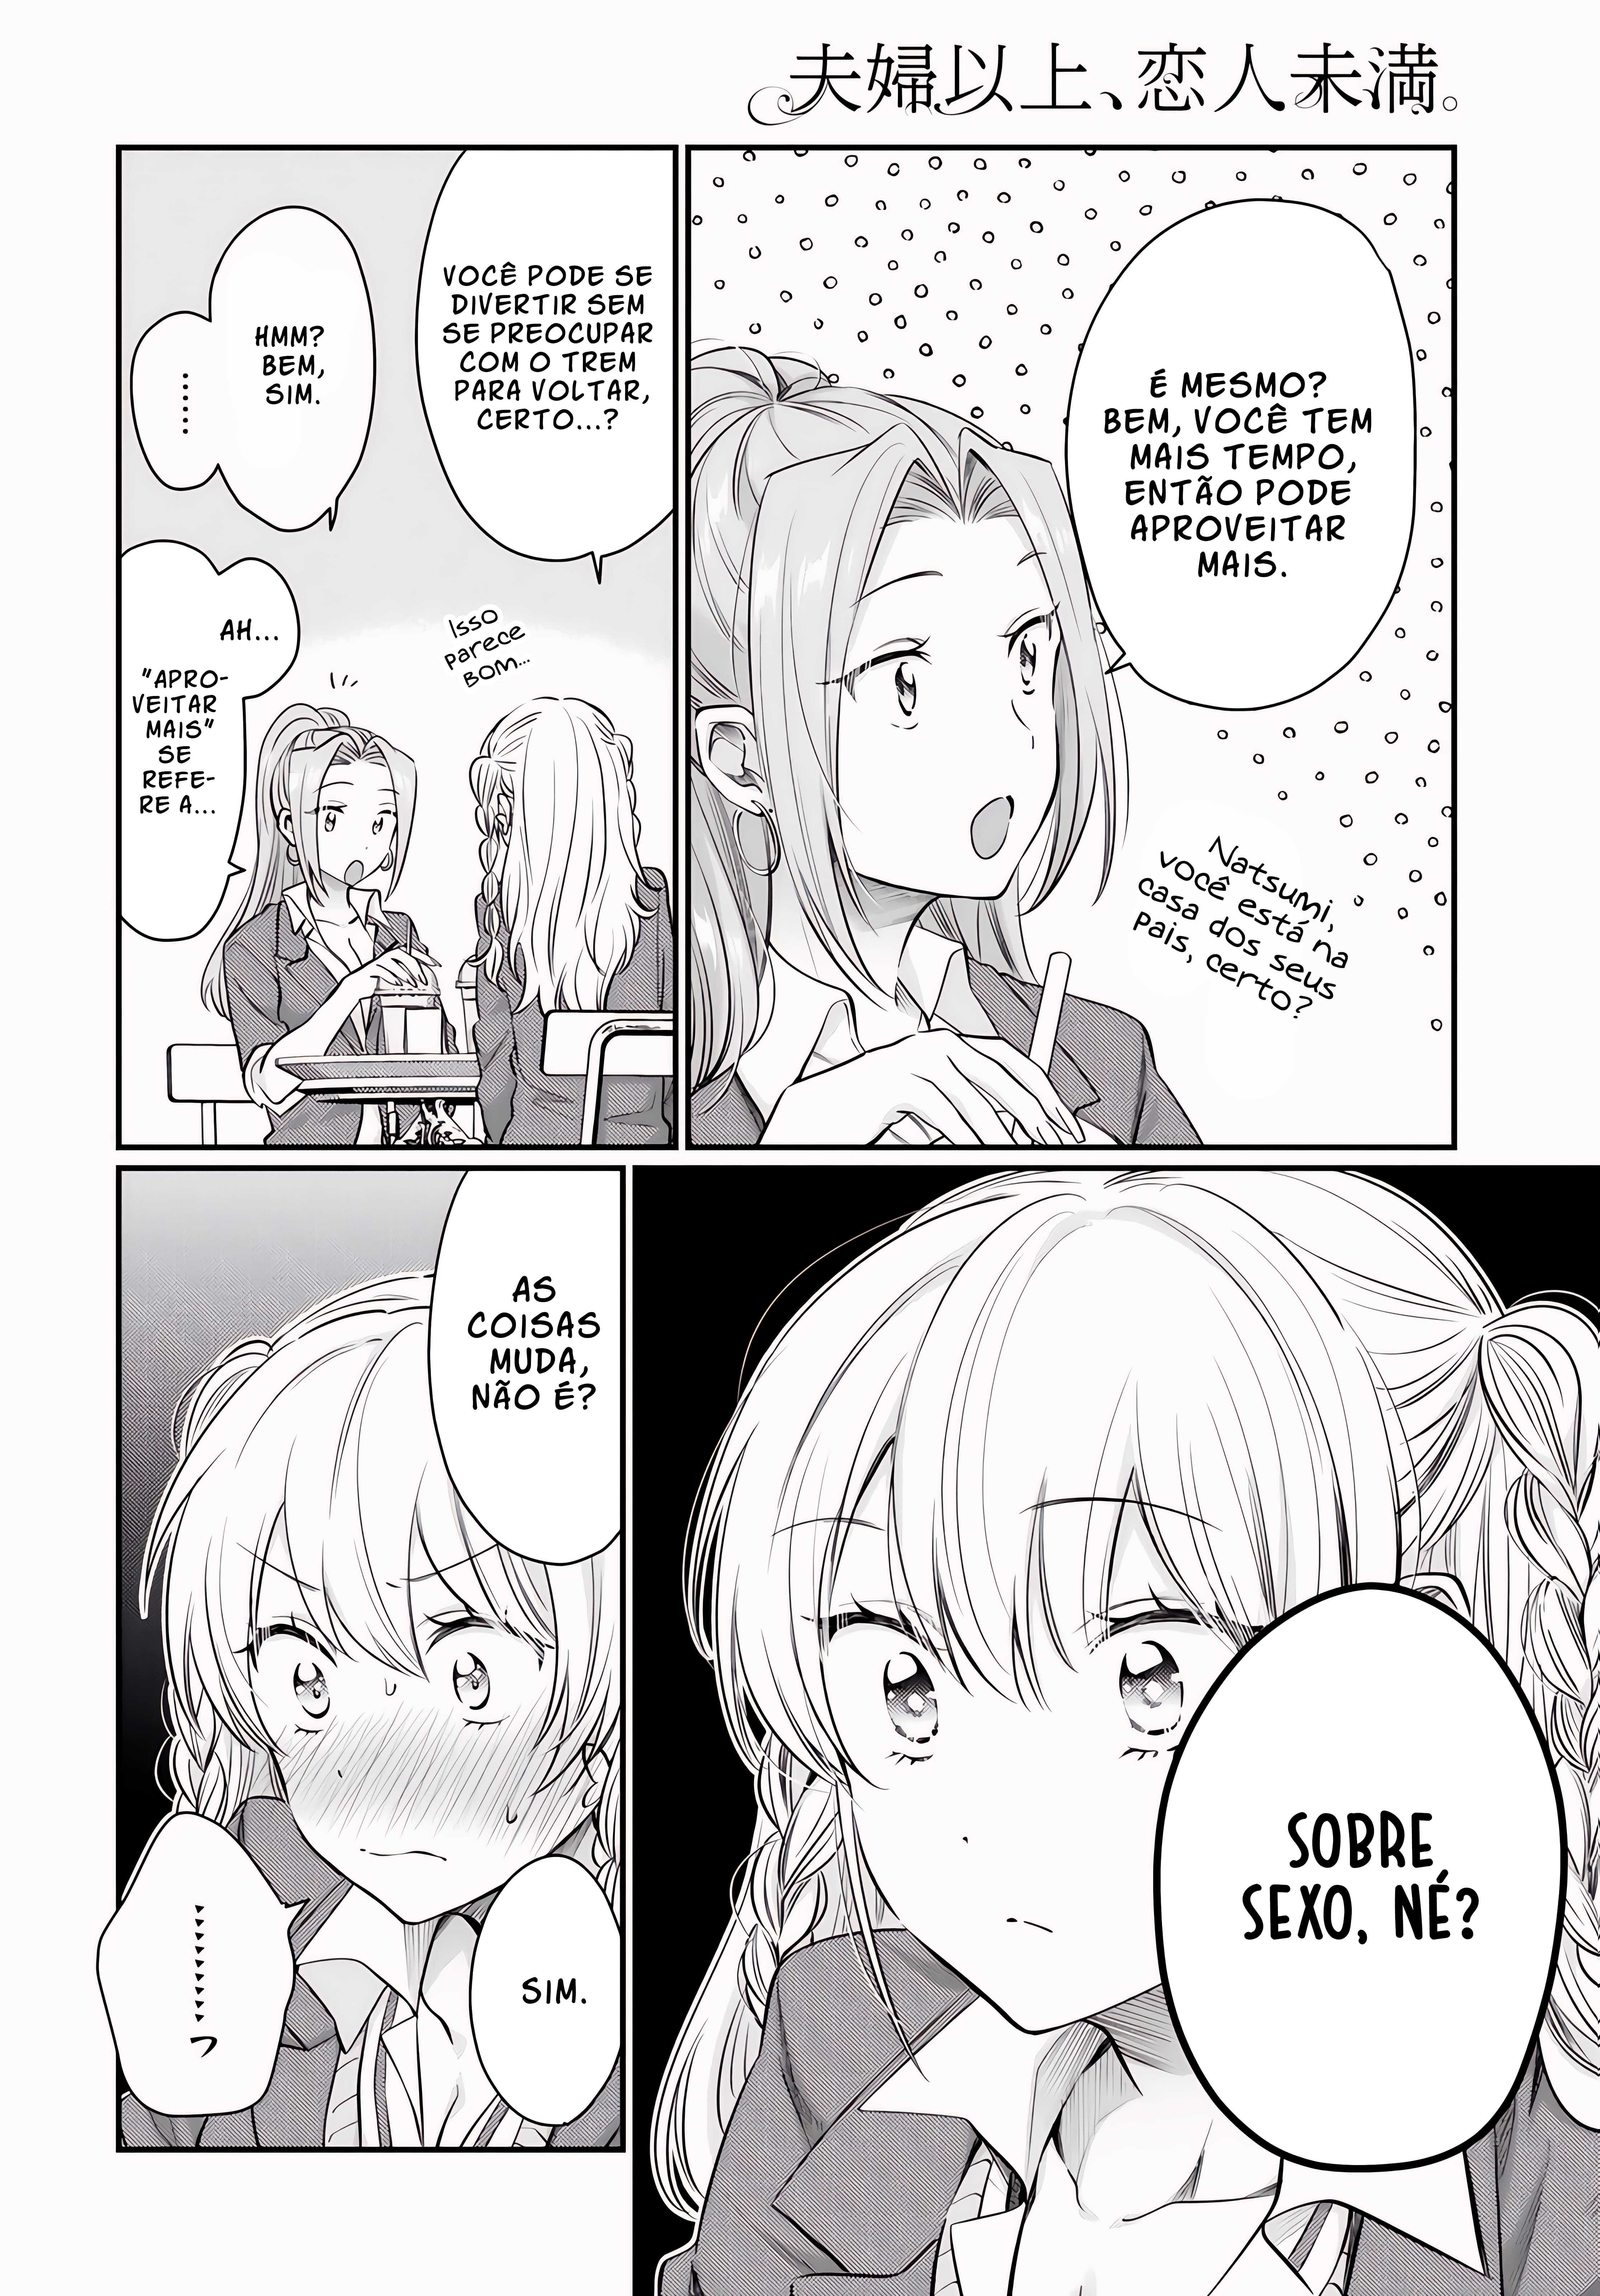 夫婦以上、恋人未満。
É MESMO?
BEM, VOCÊ TEM
MAIS TEMPO,
ENTÃO PODE
APROVEITAR
MAIS.
Natsumi,
você está na
casa dos seus
pais, certo?
VOCÊ PODE SE
DIVERTIR SEM
SE PREOCUPAR
COM O TREM
PARA VOLTAR,
CERTO...?
HMM?
BEM,
SIM.
......
Isso
parece
bom...
AH...
"APRO-
VEITAR
MAIS"
SE
REFE-
RE A...
SOBRE
SEXO, NÉ?
AS
COISAS
MUDA,
NÃO É?
SIM.
.........っ